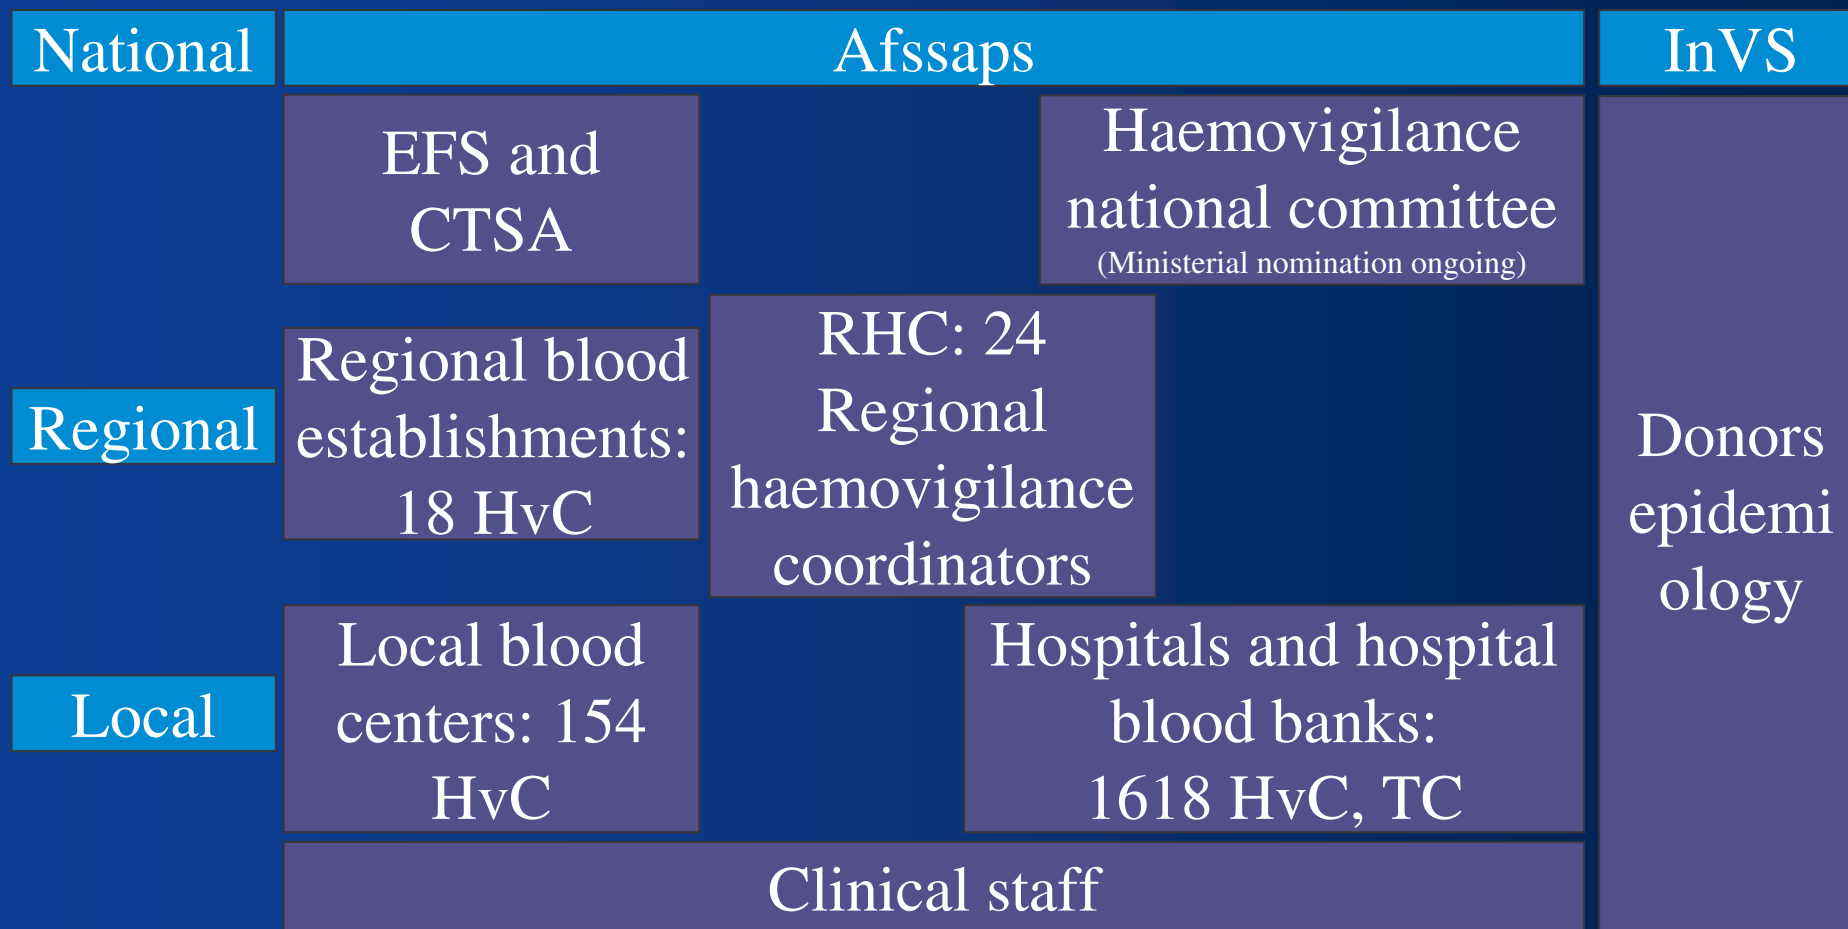 National
Afssaps
InVS
EFS and
CTSA
Haemovigilance
national committee
(Ministerial nomination ongoing)
Regional
Regional blood
establishments:
18 HvC
RHC: 24
Regional
haemovigilance
coordinators
Donors
epidemi
ology
Local
Local blood
centers: 154
HvC
Hospitals and hospital
blood banks:
1618 HvC, TC
Clinical staff